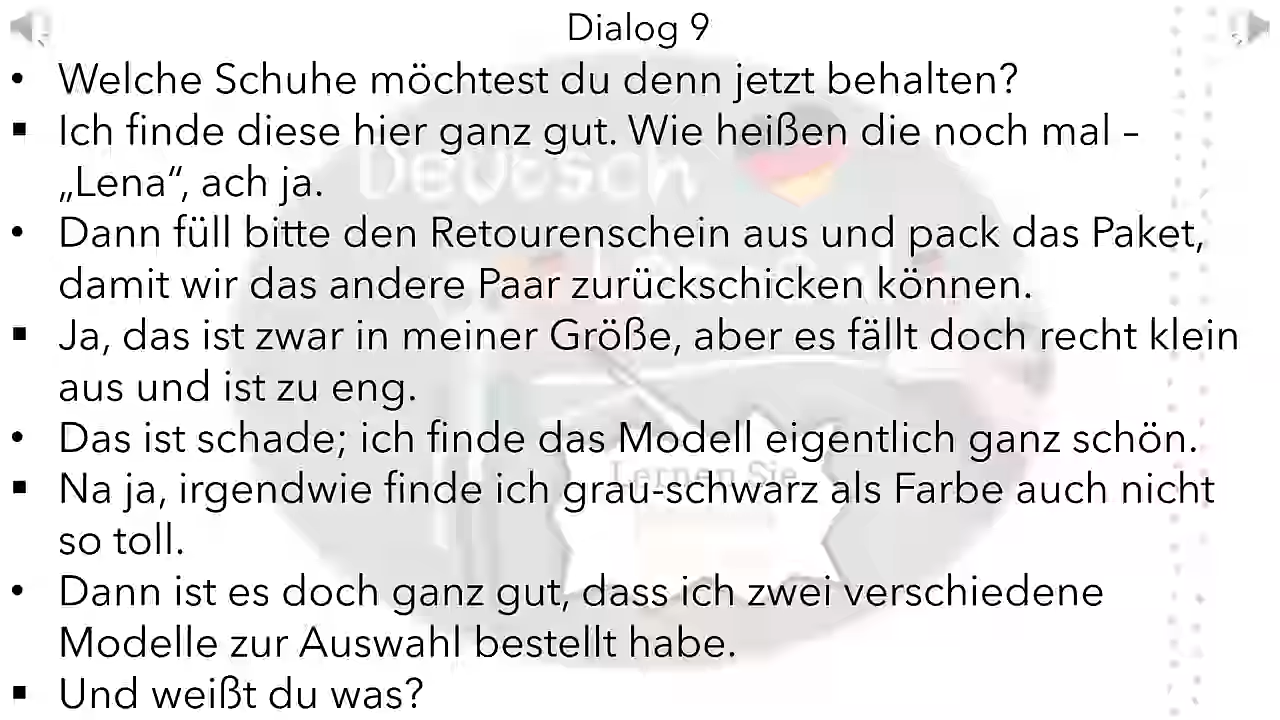 Dialog 9
• Welche Schuhe möchtest du denn jetzt behalten?
▪ Ich finde diese hier ganz gut. Wie heißen die noch mal –
„Lena“, ach ja.
• Dann füll bitte den Retourenschein aus und pack das Paket,
damit wir das andere Paar zurückschicken können.
▪ Ja, das ist zwar in meiner Größe, aber es fällt doch recht klein
aus und ist zu eng.
• Das ist schade; ich finde das Modell eigentlich ganz schön.
Lernen Sie
▪ Na ja, irgendwie finde ich grau-schwarz als Farbe auch nicht
so toll.
• Dann ist es doch ganz gut, dass ich zwei verschiedene
Modelle zur Auswahl bestellt habe.
▪ Und weißt du was?
Deutsch